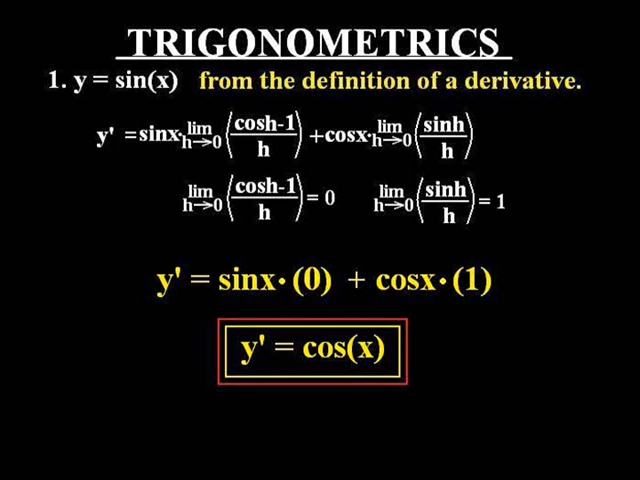 TRIGONOMETRICS
1. y = sin(x) from the definition of a derivative.
y' = sinx· lim h→0 (cosh-1 / h) + cosx· lim h→0 (sinh / h)
lim h→0 (cosh-1 / h) = 0 lim h→0 (sinh / h) = 1
y' = sinx· (0) + cosx· (1)
y' = cos(x)